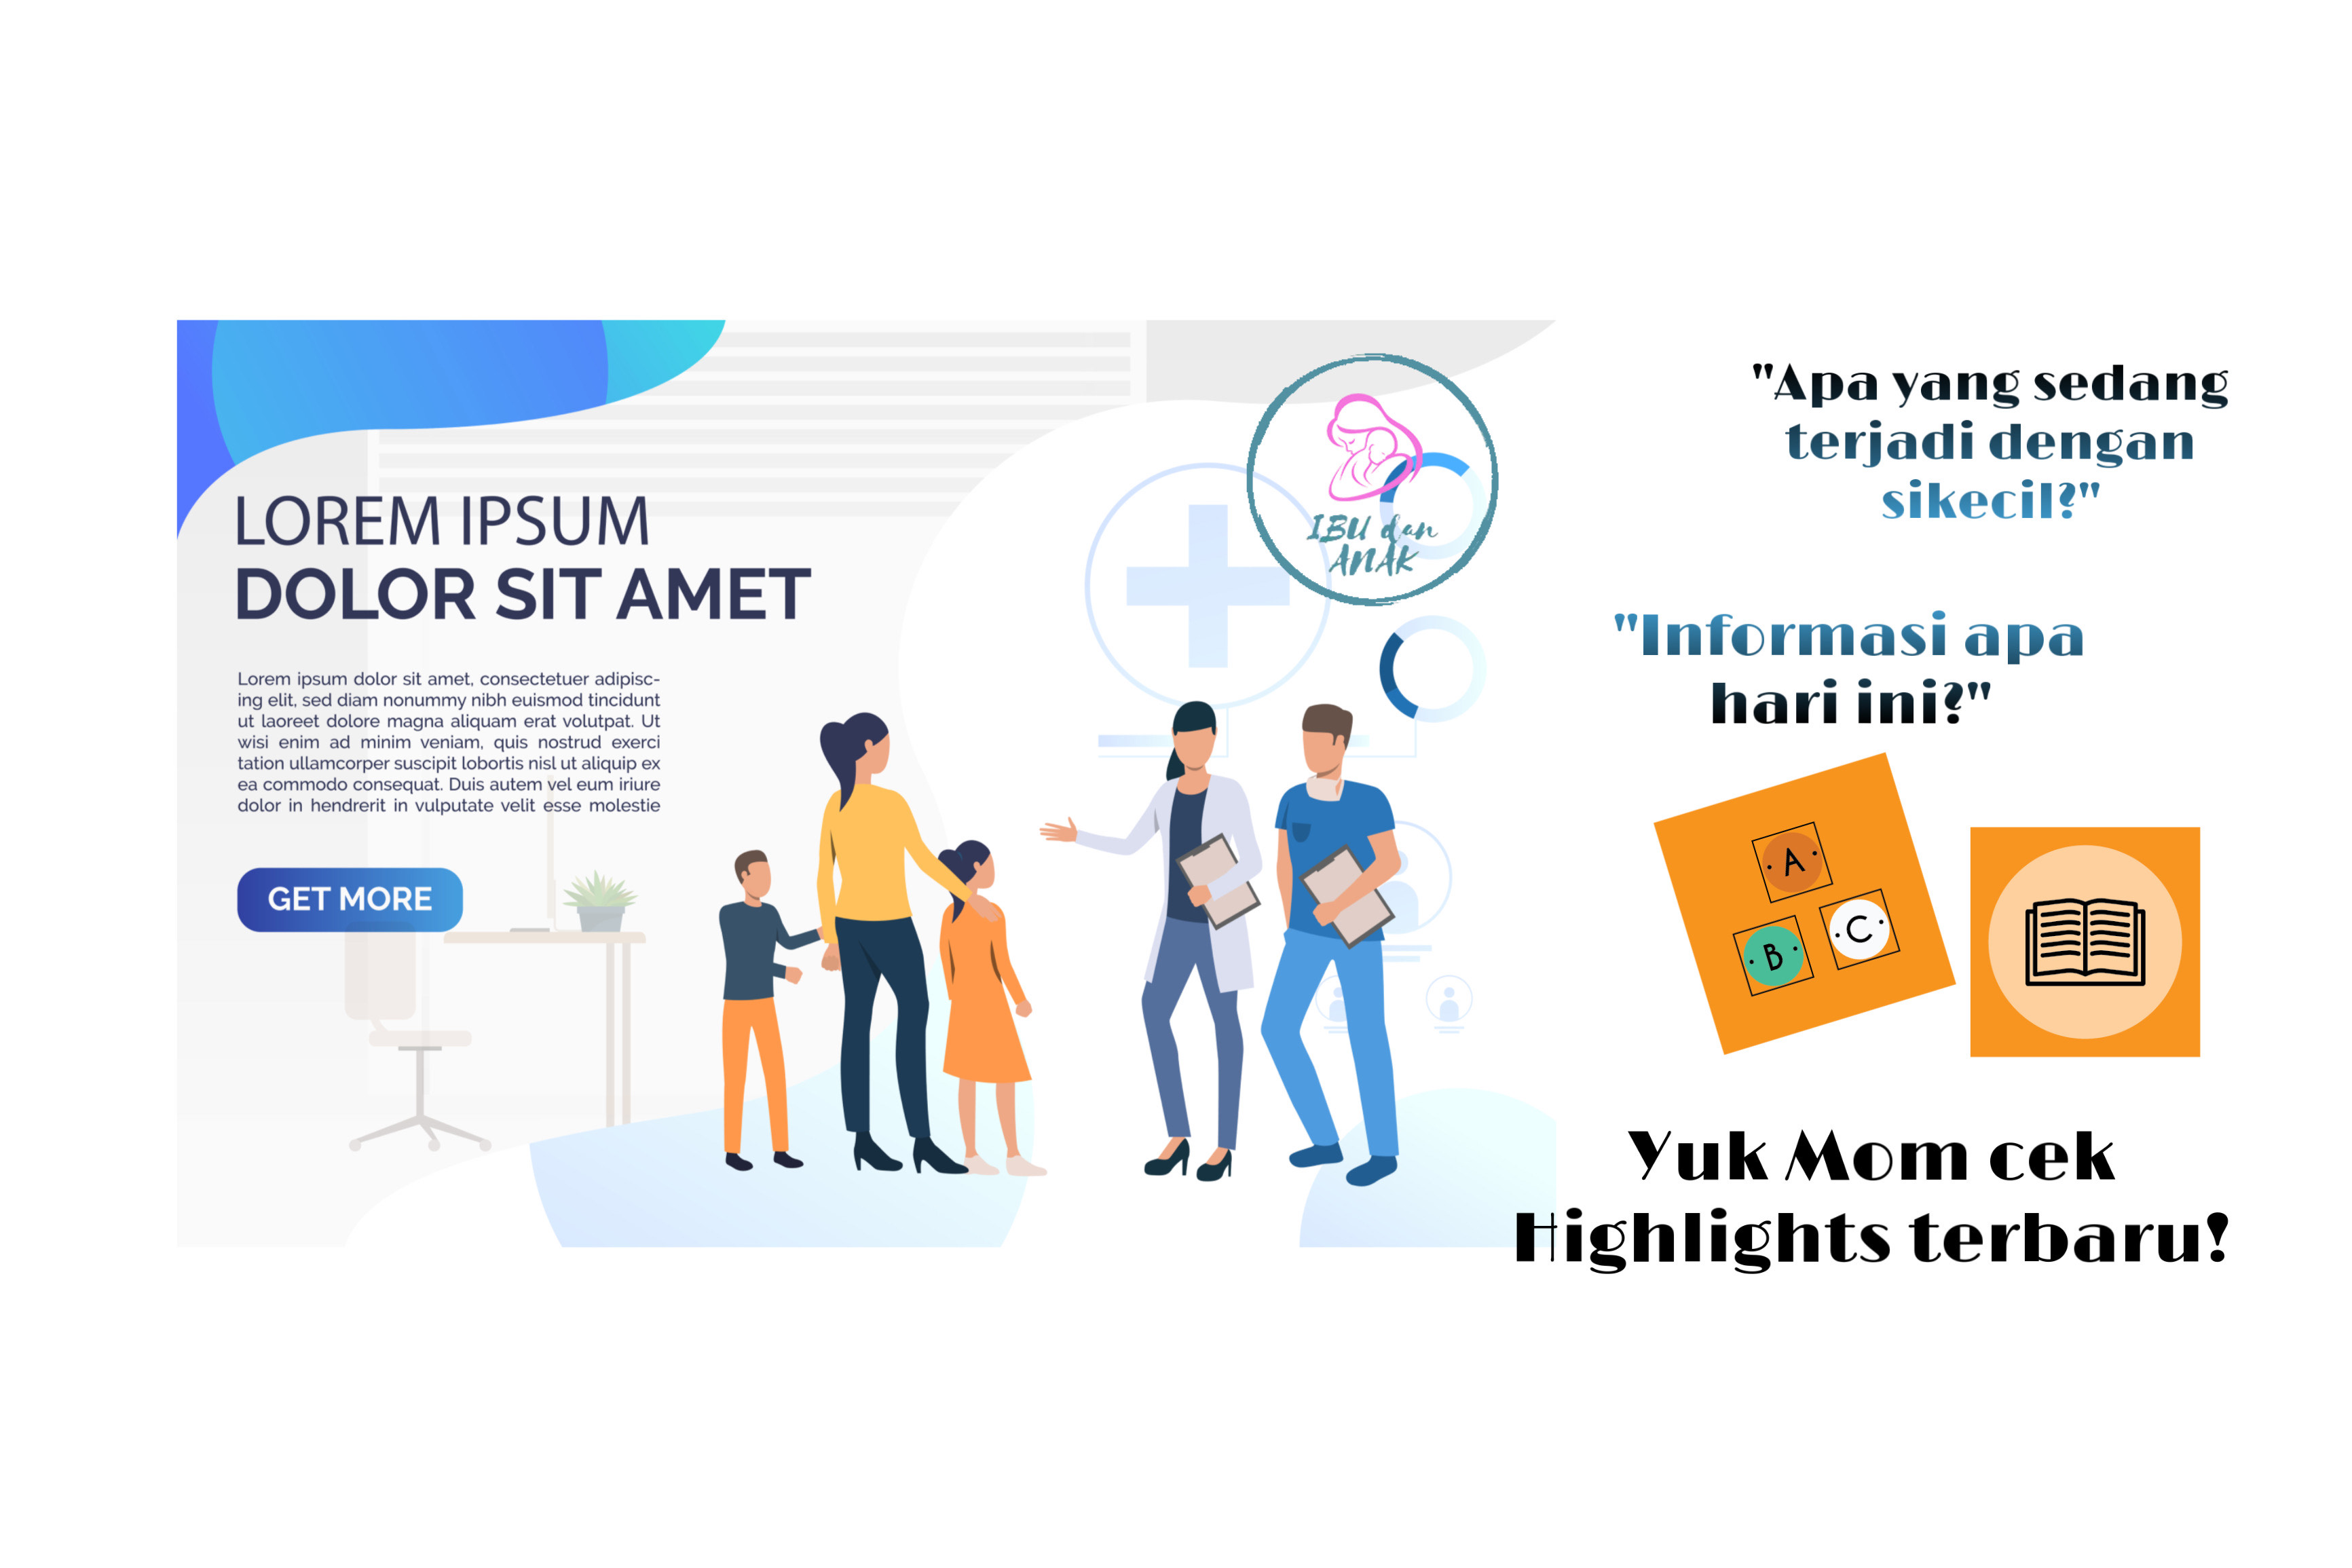 LOREM IPSUM
DOLOR SIT AMET
Lorem ipsum dolor sit amet, consectetuer adipisc-
ing elit, sed diam nonummy nibh euismod tincidunt
ut laoreet dolore magna aliquam erat volutpat. Ut
wisi enim ad minim veniam, quis nostrud exerci
tation ullamcorper suscipit lobortis nisl ut aliquip ex
ea commodo consequat. Duis autem vel eum iriure
dolor in hendrerit in vulputate velit esse molestie
GET MORE
IBU dan
ANAK
"Apa yang sedang
terjadi dengan
sikecil?"
"Informasi apa
hari ini?"
A
B
C
Yuk Mom cek
Highlights terbaru!